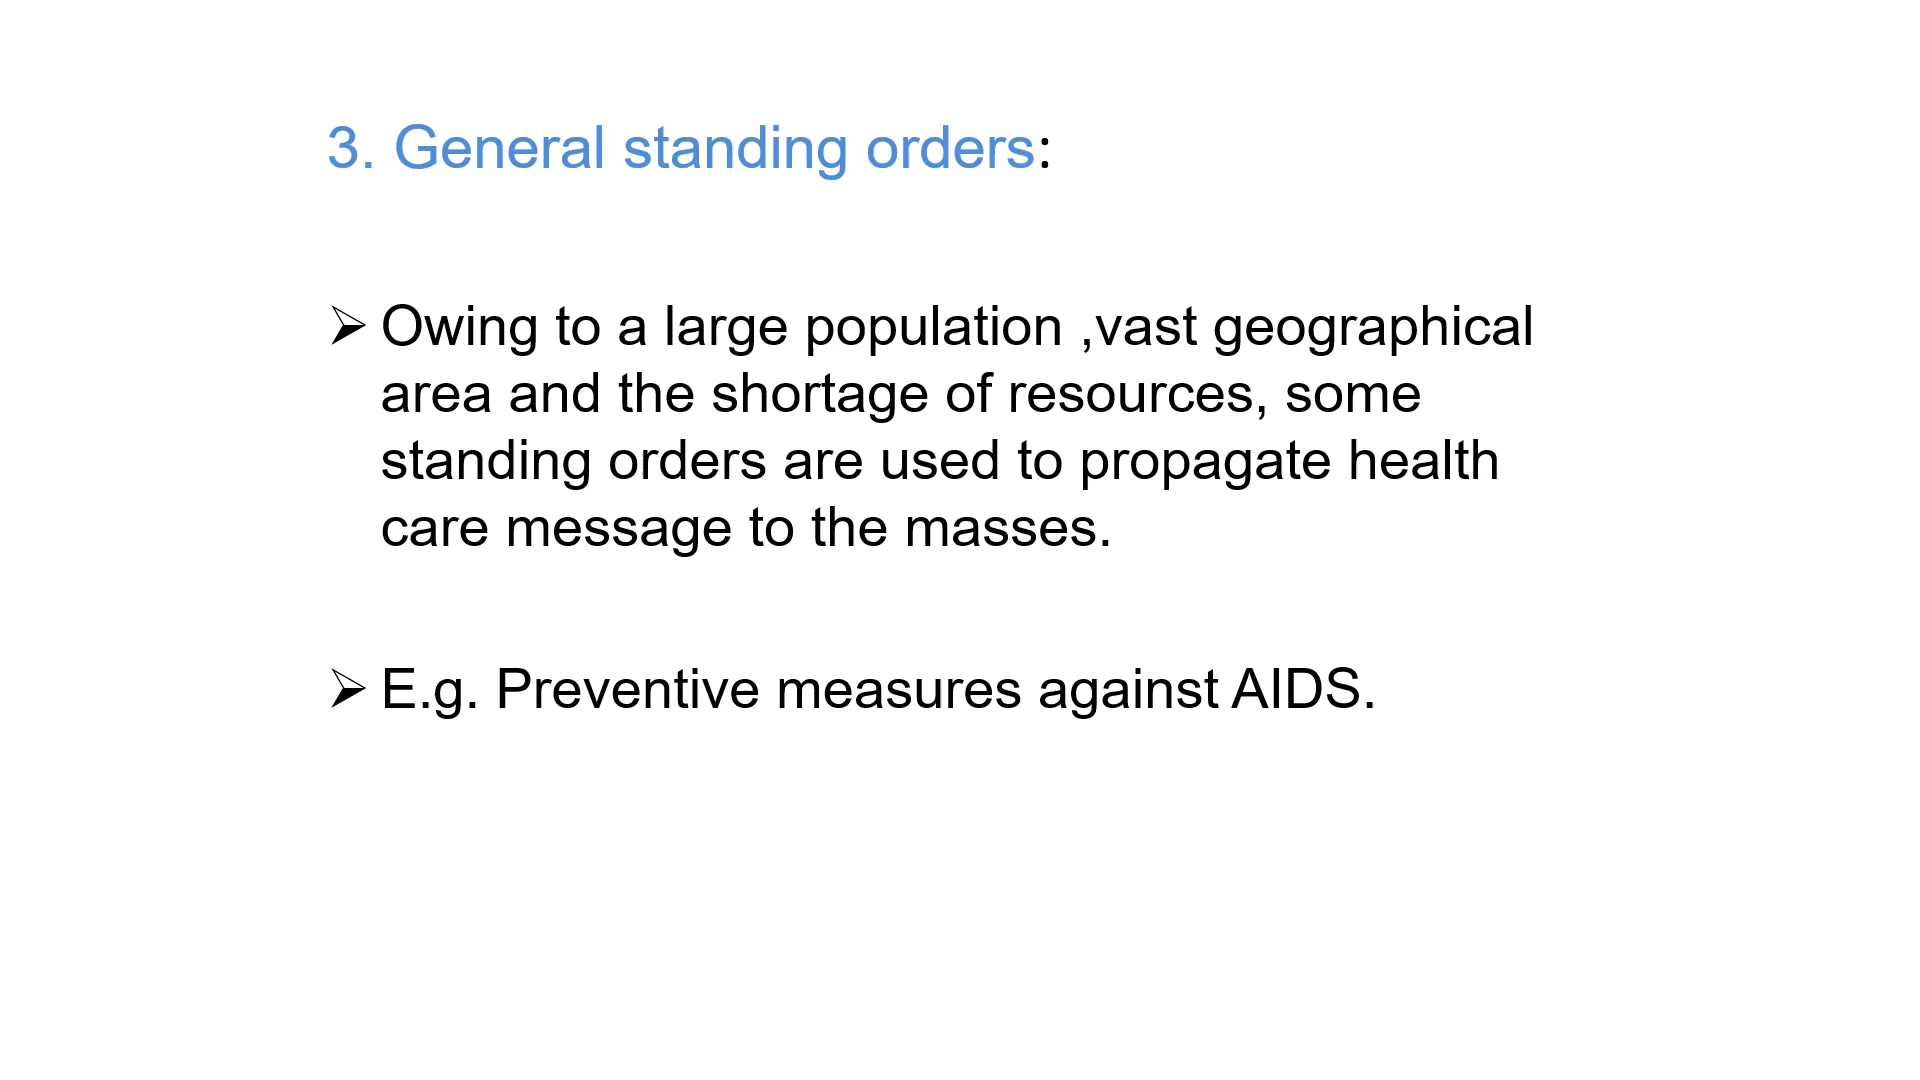 3. General standing orders:
➢ Owing to a large population ,vast geographical
area and the shortage of resources, some
standing orders are used to propagate health
care message to the masses.
➢ E.g. Preventive measures against AIDS.